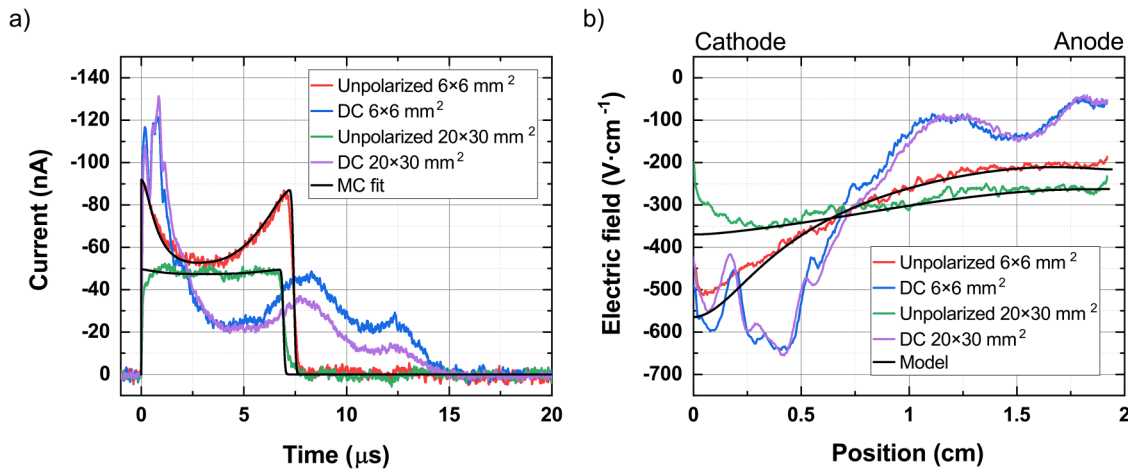 a)
-140
-120
-100
-80
-60
-40
-20
0
Current (nA)
Unpolarized 6×6 mm²
DC 6×6 mm²
Unpolarized 20×30 mm²
DC 20×30 mm²
MC fit
0 5 10 15 20
Time (μs)
b)
Cathode Anode
0
-100
-200
-300
-400
-500
-600
-700
Electric field (V·cm⁻¹)
Unpolarized 6×6 mm²
DC 6×6 mm²
Unpolarized 20×30 mm²
DC 20×30 mm²
Model
0 0.5 1 1.5 2
Position (cm)